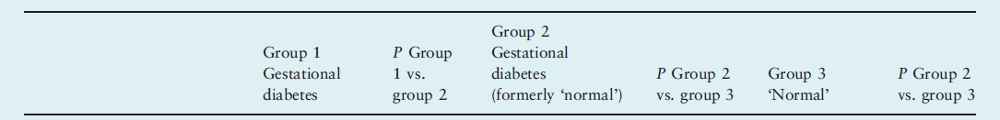 Group 1 Gestational diabetes
P Group 1 vs. group 2
Group 2 Gestational diabetes (formerly ‘normal’)
P Group 2 vs. group 3
Group 3 ‘Normal’
P Group 2 vs. group 3